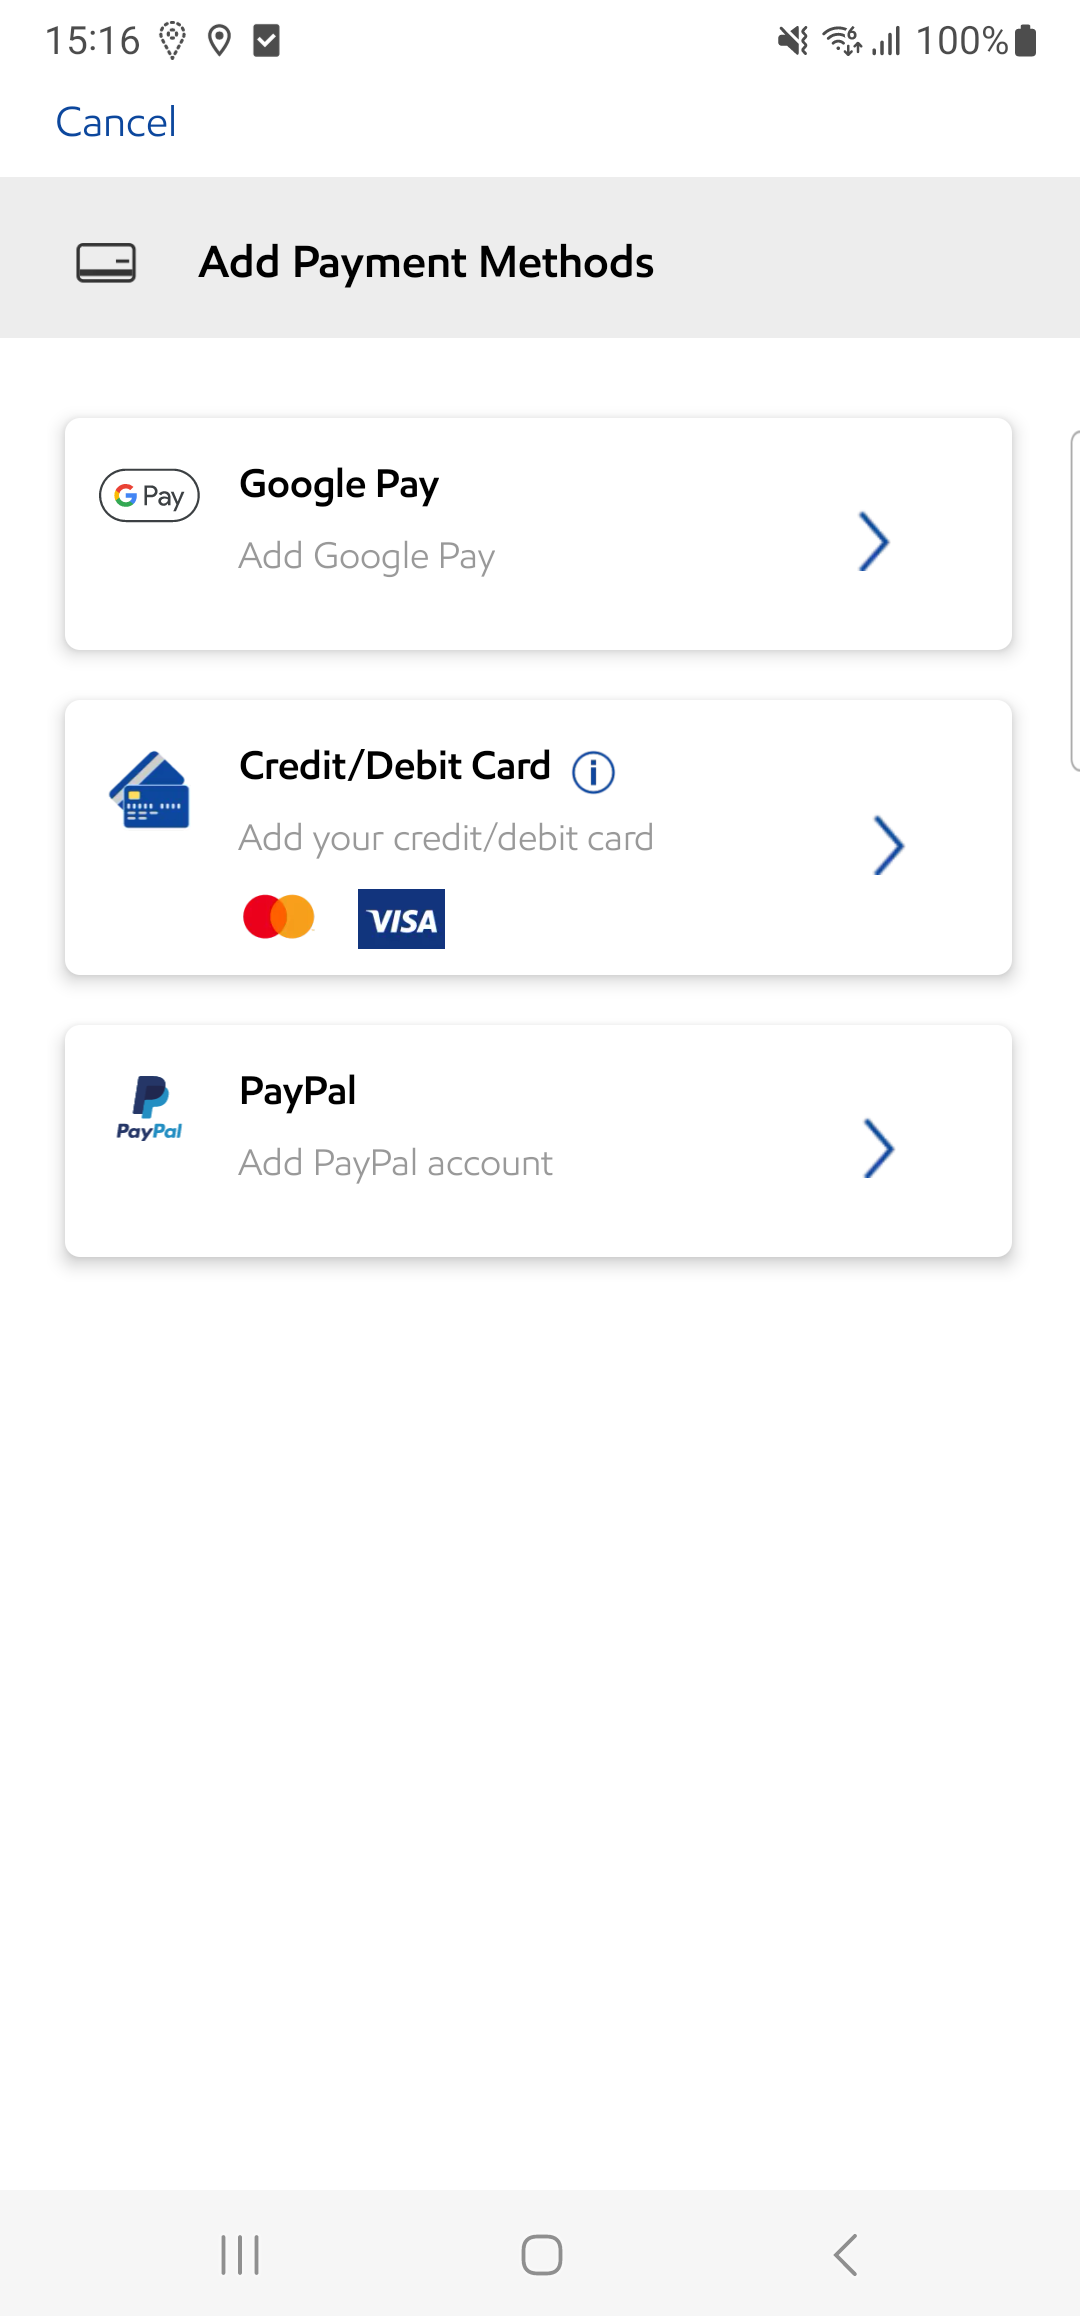 15:16 100%
Cancel
Add Payment Methods
G Pay
Google Pay
Add Google Pay
Credit/Debit Card
Add your credit/debit card
VISA
PayPal
PayPal
Add PayPal account